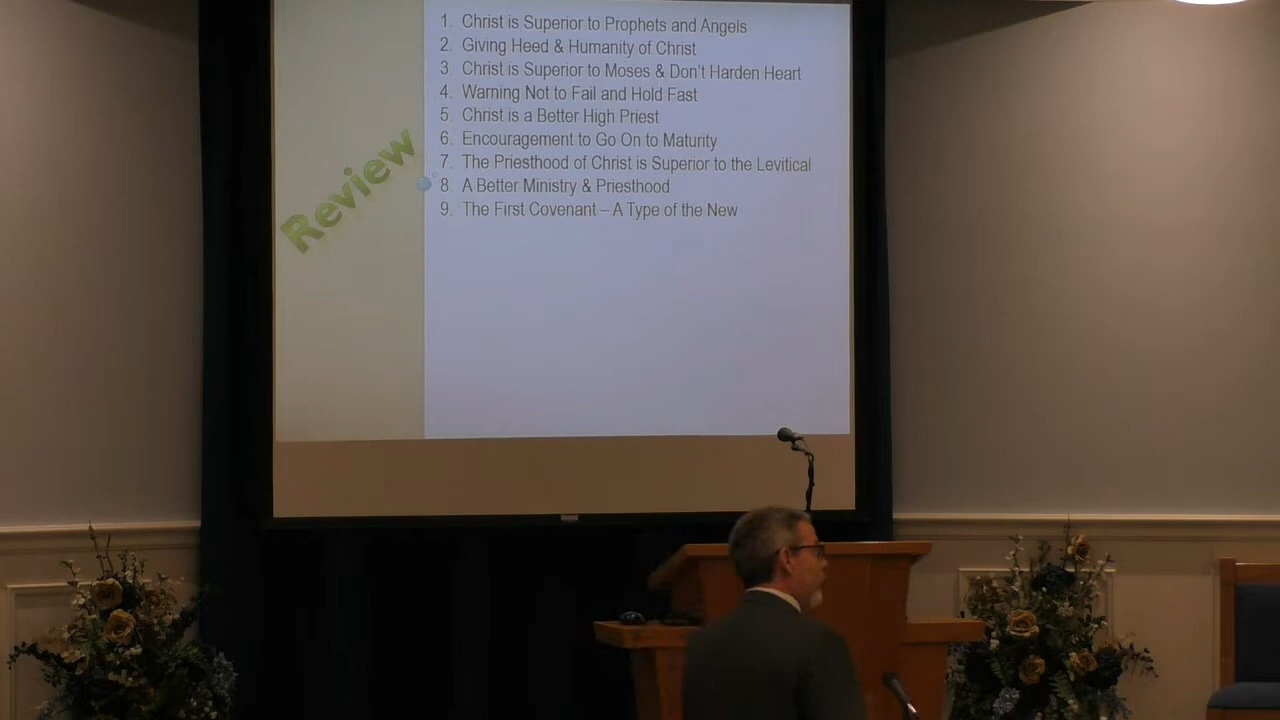 Review
1. Christ is Superior to Prophets and Angels
2. Giving Heed & Humanity of Christ
3. Christ is Superior to Moses & Don't Harden Heart
4. Warning Not to Fail and Hold Fast
5. Christ is a Better High Priest
6. Encouragement to Go On to Maturity
7. The Priesthood of Christ is Superior to the Levitical
8. A Better Ministry & Priesthood
9. The First Covenant – A Type of the New